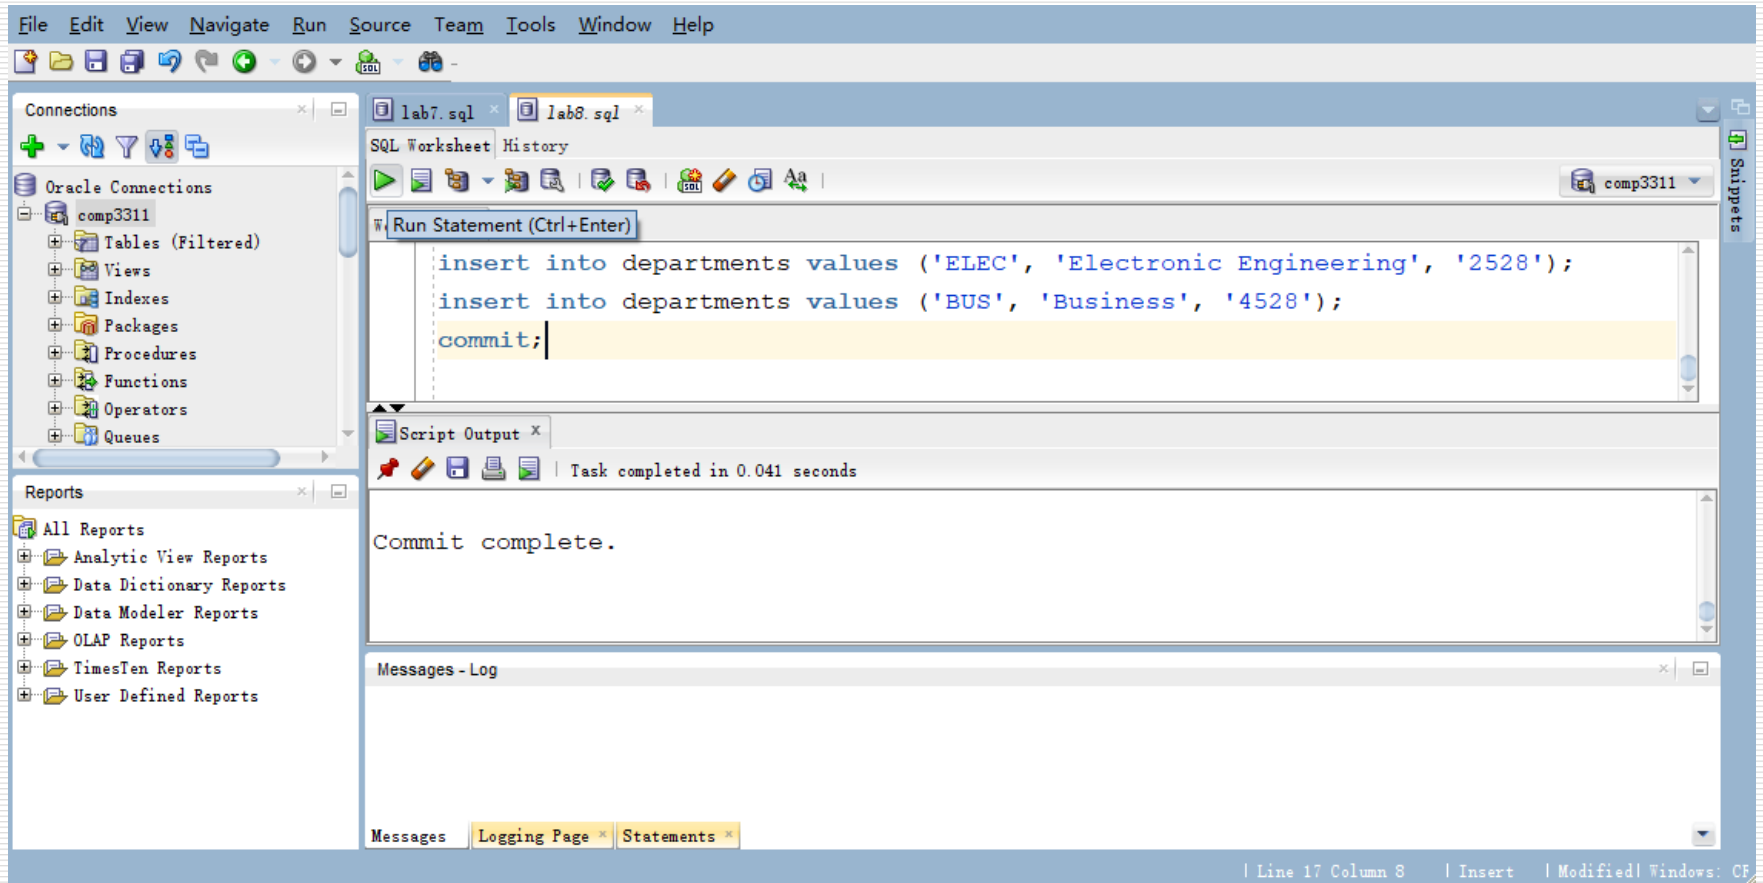 File Edit View Navigate Run Source Team Tools Window Help
Connections
Oracle Connections
comp3311
Tables (Filtered)
Views
Indexes
Packages
Procedures
Functions
Operators
Queues
Reports
All Reports
Analytic View Reports
Data Dictionary Reports
Data Modeler Reports
OLAP Reports
TimesTen Reports
User Defined Reports
lab7.sql lab8.sql
SQL Worksheet History
comp3311
Run Statement (Ctrl+Enter)
insert into departments values ('ELEC', 'Electronic Engineering', '2528');
insert into departments values ('BUS', 'Business', '4528');
commit;
Script Output
Task completed in 0.041 seconds
Commit complete.
Messages - Log
Messages Logging Page Statements
Snippets
Line 17 Column 8 | Insert | Modified | Windows: